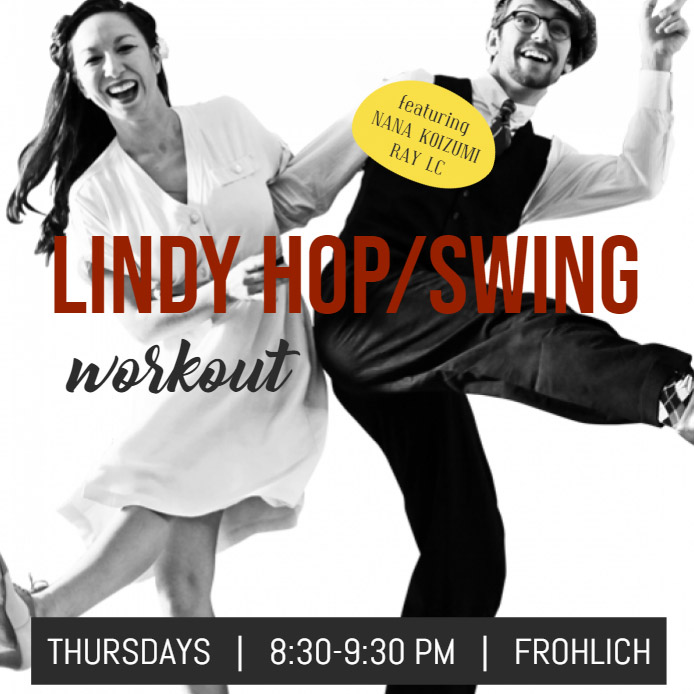 featuring
NANA KOIZUMI
RAY LC
LINDY HOP/SWING
workout
THURSDAYS | 8:30-9:30 PM | FROHLICH